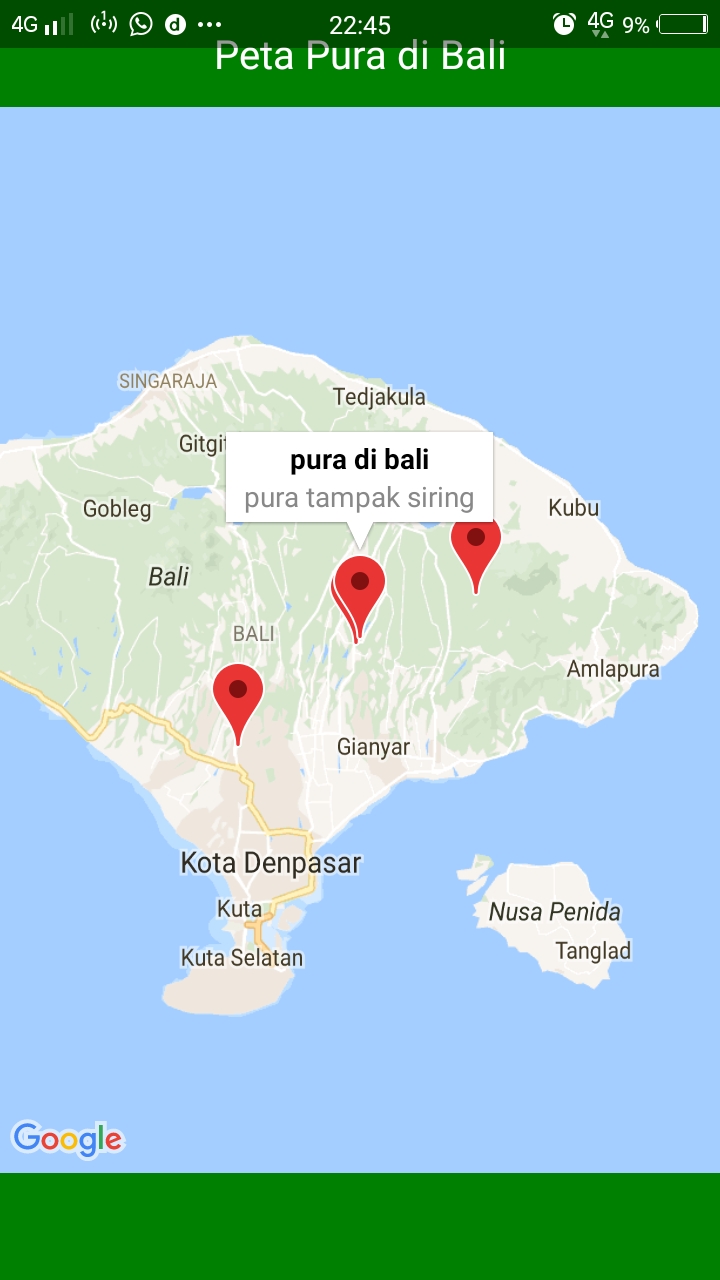 4G 1 d ••• 22:45 4G 9%
Peta Pura di Bali
SINGARAJA
Tedjakula
Gitgit
pura di bali
pura tampak siring
Gobleg
Kubu
Bali
BALI
Amlapura
Gianyar
Kota Denpasar
Kuta
Nusa Penida
Tanglad
Kuta Selatan
Google